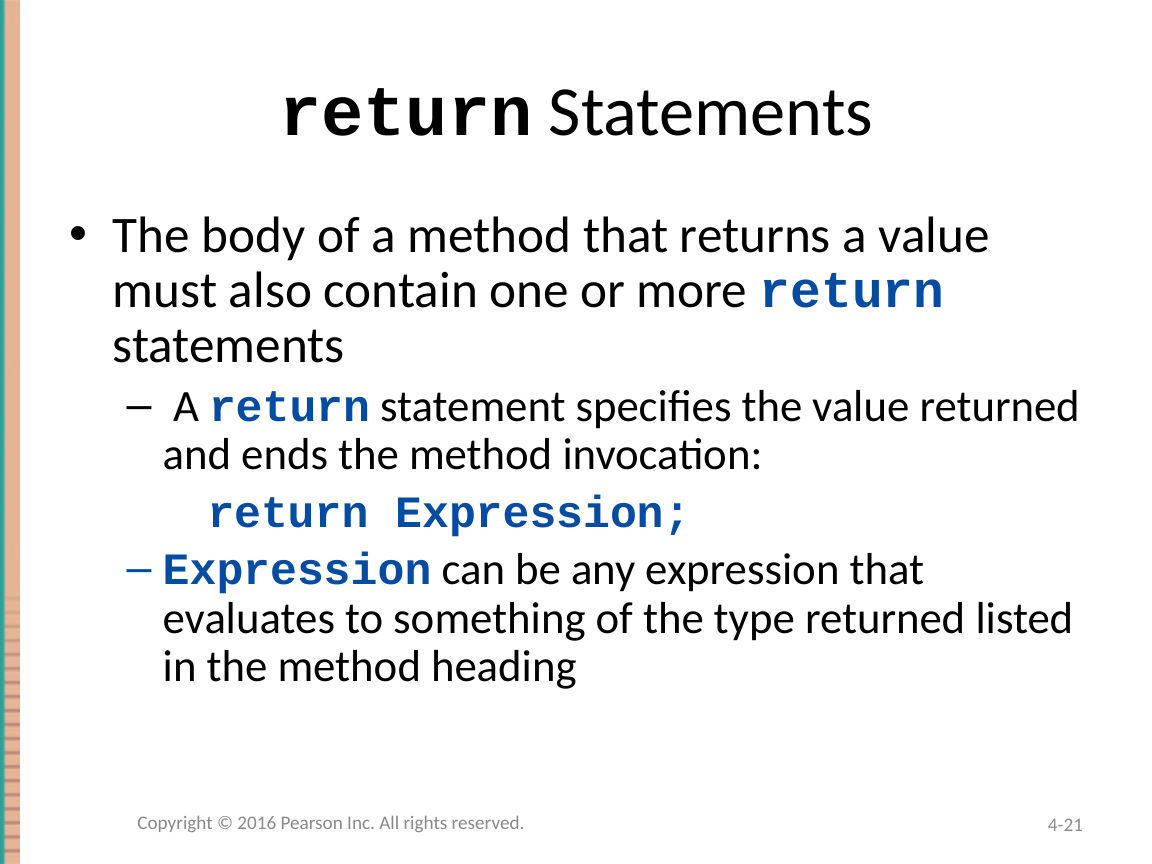 return Statements
• The body of a method that returns a value
must also contain one or more return
statements
– A return statement specifies the value returned
and ends the method invocation:
return Expression;
– Expression can be any expression that
evaluates to something of the type returned listed
in the method heading
Copyright © 2016 Pearson Inc. All rights reserved.
4-21